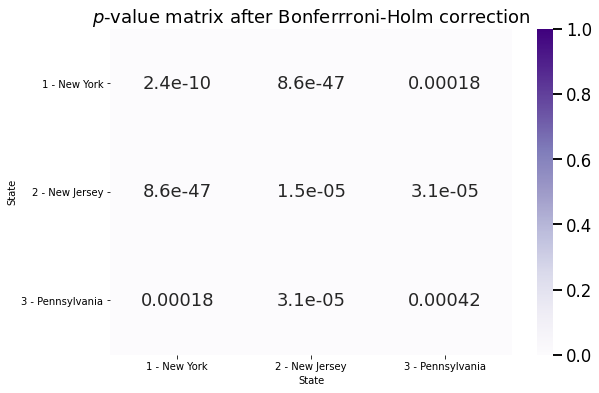 p-value matrix after Bonferrroni-Holm correction
1.0
1 - New York
2.4e-10 8.6e-47 0.00018
0.8
0.6
State
2 - New Jersey
8.6e-47 1.5e-05 3.1e-05
0.4
0.2
3 - Pennsylvania
0.00018 3.1e-05 0.00042
0.0
1 - New York 2 - New Jersey 3 - Pennsylvania
State